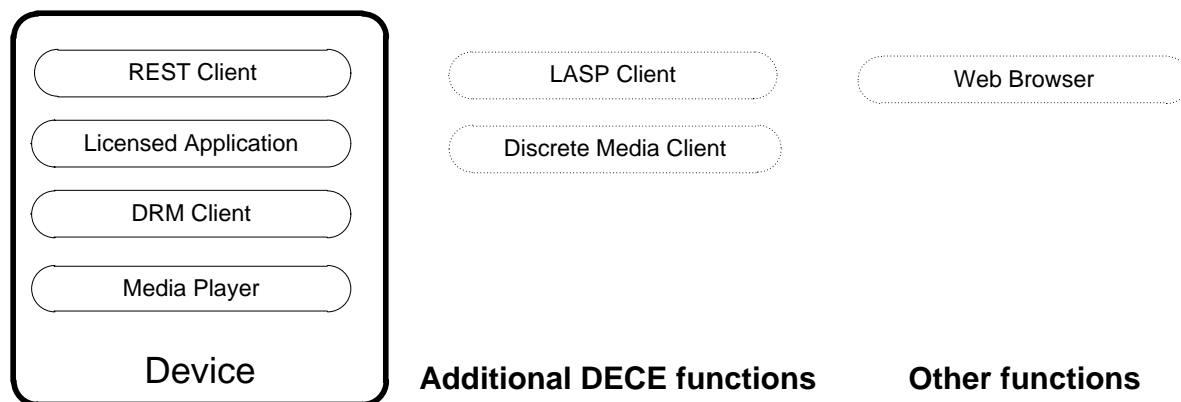 REST Client
Licensed Application
DRM Client
Media Player
Device
LASP Client
Discrete Media Client
Additional DECE functions
Web Browser
Other functions